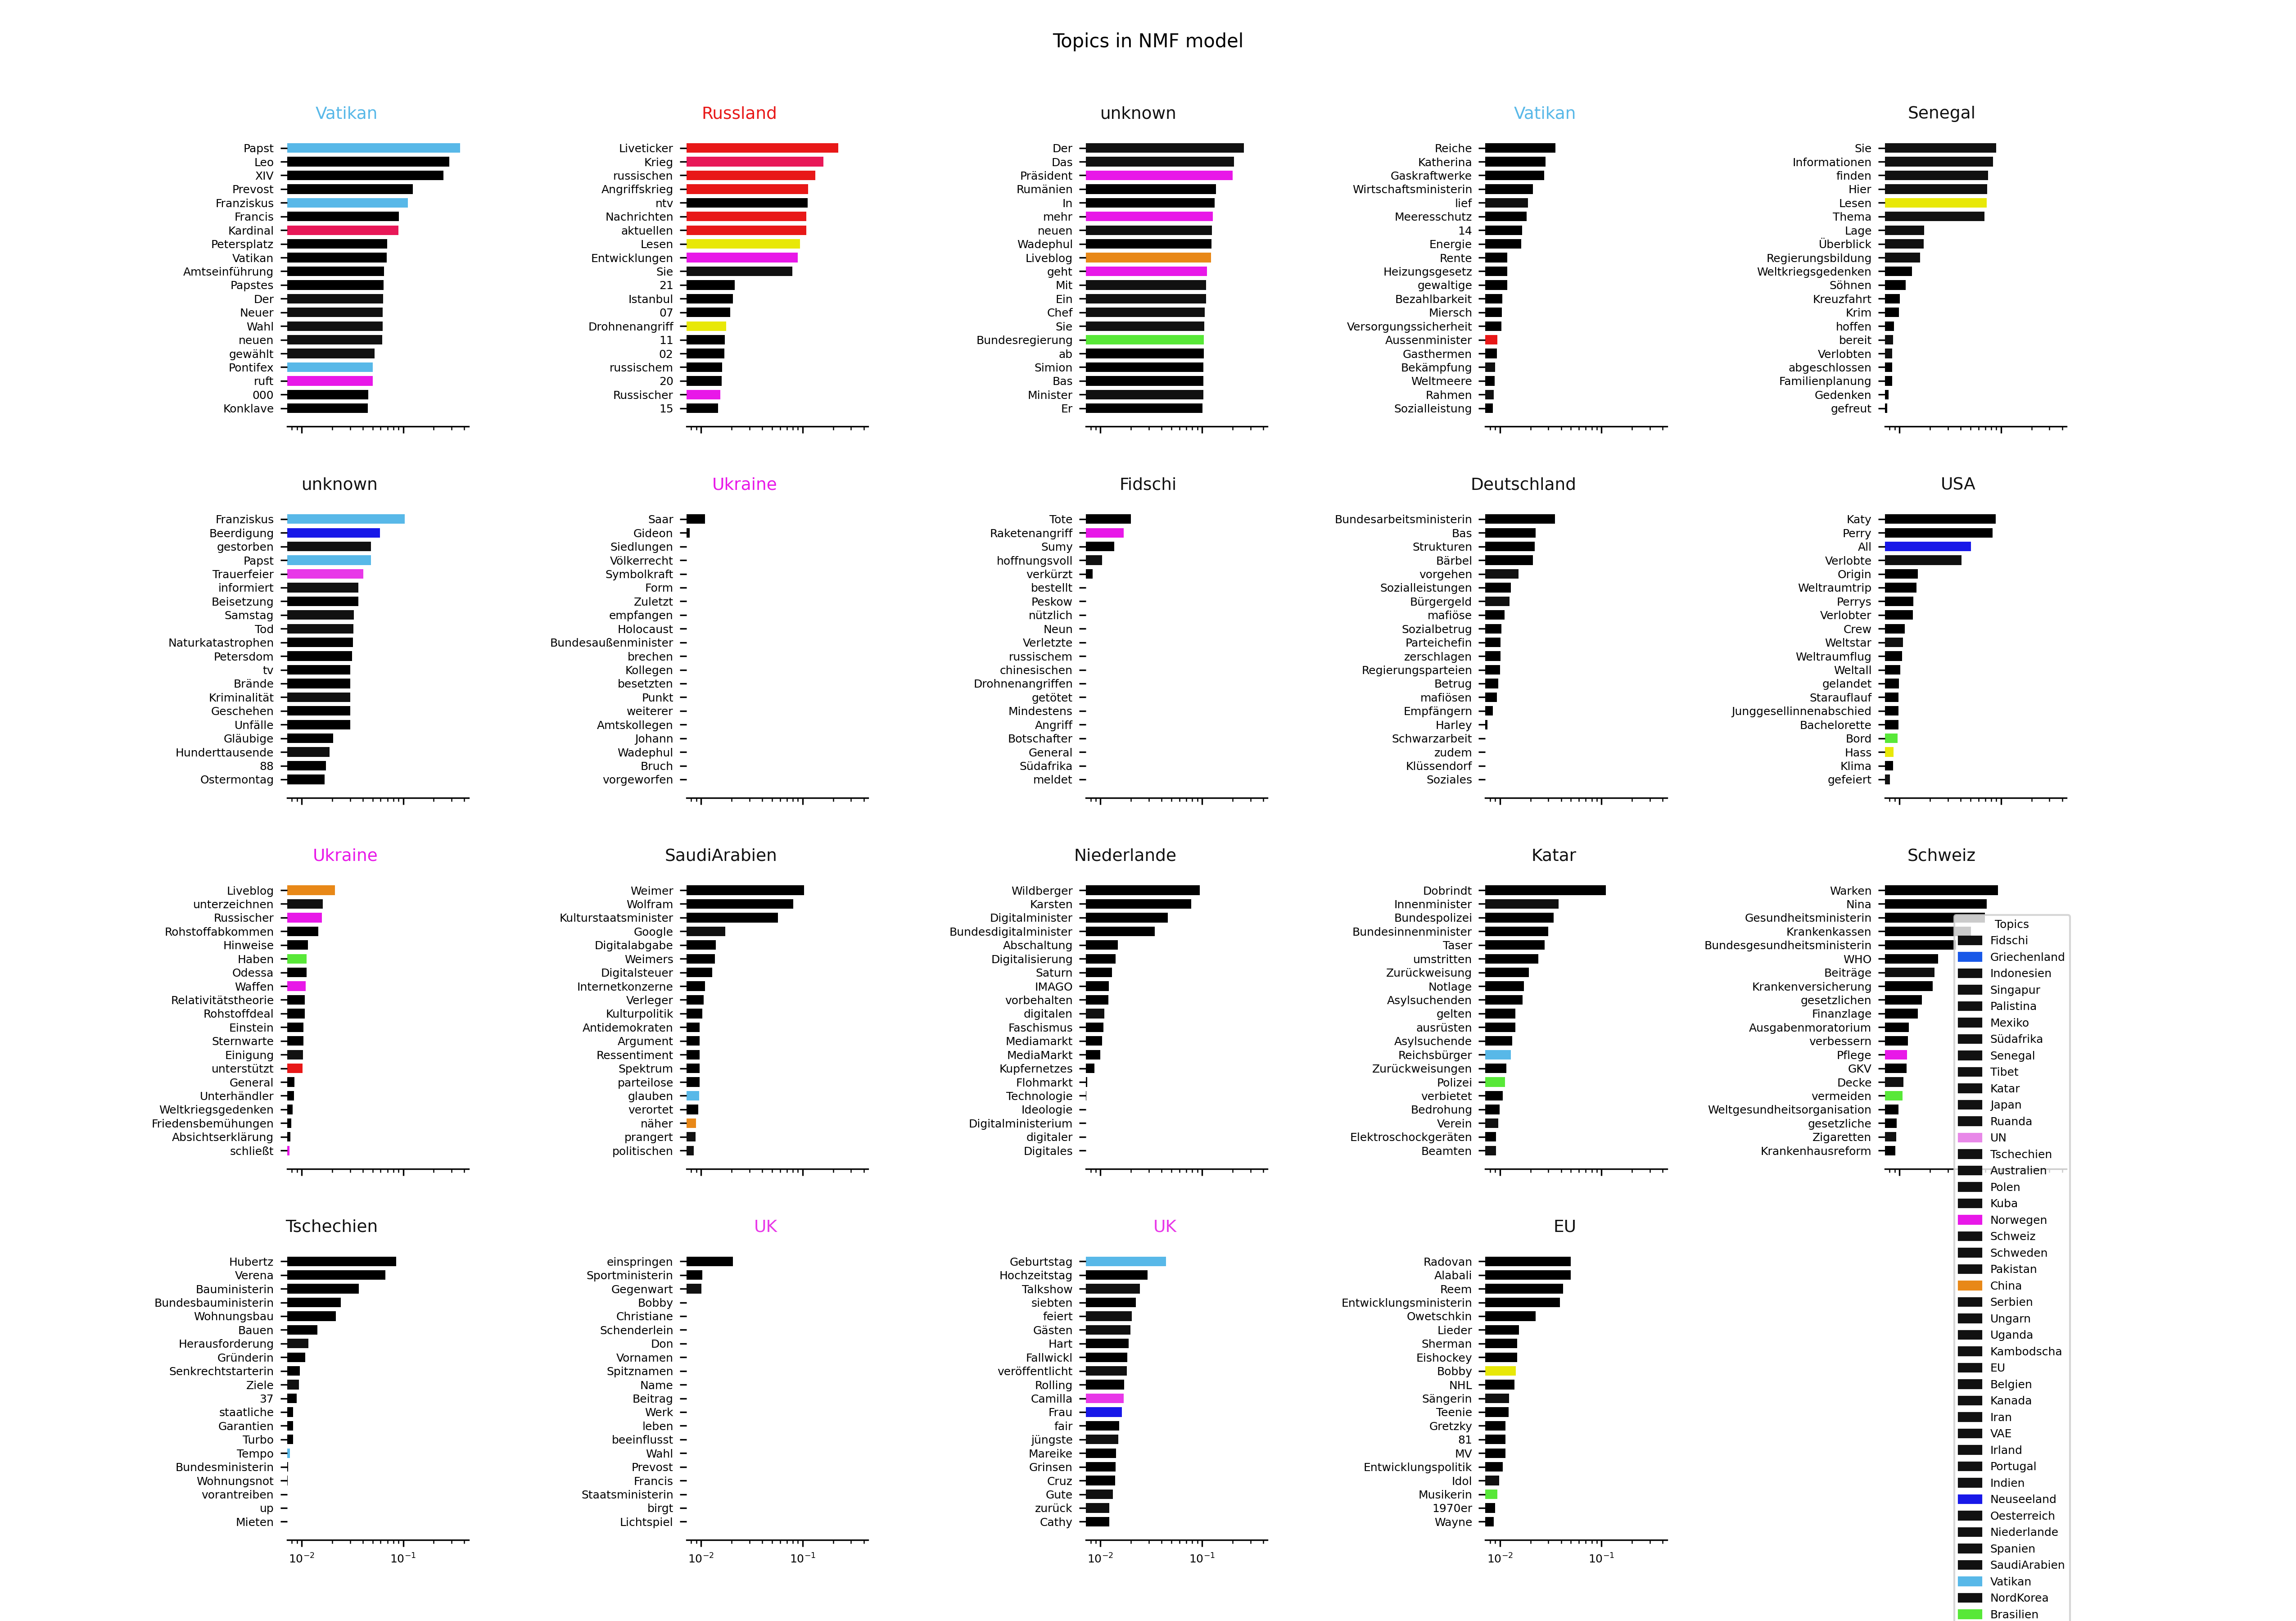 Topics in NMF model
Vatikan
Papst
Leo
XIV
Prevost
Franziskus
Francis
Kardinal
Petersplatz
Vatikan
Amtseinführung
Papstes
Der
Neuer
Wahl
neuen
gewählt
Pontifex
ruft
000
Konklave
Russland
Liveticker
Krieg
russischen
Angriffskrieg
ntv
Nachrichten
aktuellen
Lesen
Entwicklungen
Sie
21
Istanbul
07
Drohnenangriff
11
02
russischem
20
Russischer
15
unknown
Der
Das
Präsident
Rumänien
In
mehr
neuen
Wadephul
Liveblog
geht
Mit
Ein
Chef
Sie
Bundesregierung
ab
Simion
Bas
Minister
Er
Vatikan
Reiche
Katherina
Gaskraftwerke
Wirtschaftsministerin
lief
Meeresschutz
14
Energie
Rente
Heizungsgesetz
gewaltige
Bezahlbarkeit
Miersch
Versorgungssicherheit
Aussenminister
Gasthermen
Bekämpfung
Weltmeere
Rahmen
Sozialleistung
Senegal
Sie
Informationen
finden
Hier
Lesen
Thema
Lage
Überblick
Regierungsbildung
Weltkriegsgedenken
Söhnen
Kreuzfahrt
Krim
hoffen
bereit
Verlobten
abgeschlossen
Familienplanung
Gedenken
gefreut
unknown
Franziskus
Beerdigung
gestorben
Papst
Trauerfeier
informiert
Beisetzung
Samstag
Tod
Naturkatastrophen
Petersdom
tv
Brände
Kriminalität
Geschehen
Unfälle
Gläubige
Hunderttausende
88
Ostermontag
Ukraine
Saar
Gideon
Siedlungen
Völkerrecht
Symbolkraft
Form
Zuletzt
empfangen
Holocaust
Bundesaußenminister
brechen
Kollegen
besetzten
Punkt
weiterer
Amtskollegen
Johann
Wadephul
Bruch
vorgeworfen
Fidschi
Tote
Raketenangriff
Sumy
hoffnungsvoll
verkürzt
bestellt
Peskow
nützlich
Neun
Verletzte
russischem
chinesischen
Drohnenangriffen
getötet
Mindestens
Angriff
Botschafter
General
Südafrika
meldet
Deutschland
Bundesarbeitsministerin
Bas
Strukturen
Bärbel
vorgehen
Sozialleistungen
Bürgergeld
mafiöse
Sozialbetrug
Parteichefin
zerschlagen
Regierungsparteien
Betrug
mafiösen
Empfängern
Harley
Schwarzarbeit
zudem
Klüssendorf
Soziales
USA
Katy
Perry
All
Verlobte
Origin
Weltraumtrip
Perrys
Verlobter
Crew
Weltstar
Weltraumflug
Weltall
gelandet
Starauflauf
Junggesellinnenabschied
Bachelorette
Bord
Hass
Klima
gefeiert
Ukraine
Liveblog
unterzeichnen
Russischer
Rohstoffabkommen
Hinweise
Haben
Odessa
Waffen
Relativitätstheorie
Rohstoffdeal
Einstein
Sternwarte
Einigung
unterstützt
General
Unterhändler
Weltkriegsgedenken
Friedensbemühungen
Absichtserklärung
schließt
SaudiArabien
Weimer
Wolfram
Kulturstaatsminister
Google
Digitalabgabe
Weimers
Digitalsteuer
Internetkonzerne
Verleger
Kulturpolitik
Antidemokraten
Argument
Ressentiment
Spektrum
parteilose
glauben
verortet
näher
prangert
politischen
Niederlande
Wildberger
Karsten
Digitalminister
Bundesdigitalminister
Abschaltung
Digitalisierung
Saturn
IMAGO
vorbehalten
digitalen
Faschismus
Mediamarkt
MediaMarkt
Kupfernetzes
Flohmarkt
Technologie
Ideologie
Digitalministerium
digitaler
Digitales
Katar
Dobrindt
Innenminister
Bundespolizei
Bundesinnenminister
Taser
umstritten
Zurückweisung
Notlage
Asylsuchenden
gelten
ausrüsten
Asylsuchende
Reichsbürger
Zurückweisungen
Polizei
verbietet
Bedrohung
Verein
Elektroschockgeräten
Beamten
Schweiz
Warken
Nina
Gesundheitsministerin
Krankenkassen
Bundesgesundheitsministerin
WHO
Beiträge
Krankenversicherung
gesetzlichen
Finanzlage
Ausgabenmoratorium
verbessern
Pflege
GKV
Decke
vermeiden
Weltgesundheitsorganisation
gesetzliche
Zigaretten
Krankenhausreform
Tschechien
Hubertz
Verena
Bauministerin
Bundesbauministerin
Wohnungsbau
Bauen
Herausforderung
Gründerin
Senkrechtstarterin
Ziele
37
staatliche
Garantien
Turbo
Tempo
Bundesministerin
Wohnungsnot
vorantreiben
up
Mieten
10⁻² 10⁻¹
UK
einspringen
Sportministerin
Gegenwart
Bobby
Christiane
Schenderlein
Don
Vornamen
Spitznamen
Name
Beitrag
Werk
leben
beeinflusst
Wahl
Prevost
Francis
Staatsministerin
birgt
Lichtspiel
10⁻² 10⁻¹
UK
Geburtstag
Hochzeitstag
Talkshow
siebten
feiert
Gästen
Hart
Fallwickl
veröffentlicht
Rolling
Camilla
Frau
fair
jüngste
Mareike
Grinsen
Cruz
Gute
zurück
Cathy
10⁻² 10⁻¹
EU
Radovan
Alabali
Reem
Entwicklungsministerin
Owetschkin
Lieder
Sherman
Eishockey
Bobby
NHL
Sängerin
Teenie
Gretzky
81
MV
Entwicklungspolitik
Idol
Musikerin
1970er
Wayne
10⁻² 10⁻¹
Topics
Fidschi
Griechenland
Indonesien
Singapur
Palistina
Mexiko
Südafrika
Senegal
Tibet
Katar
Japan
Ruanda
UN
Tschechien
Australien
Polen
Kuba
Norwegen
Schweiz
Schweden
Pakistan
China
Serbien
Ungarn
Uganda
Kambodscha
EU
Belgien
Kanada
Iran
VAE
Irland
Portugal
Indien
Neuseeland
Oesterreich
Niederlande
Spanien
SaudiArabien
Vatikan
NordKorea
Brasilien